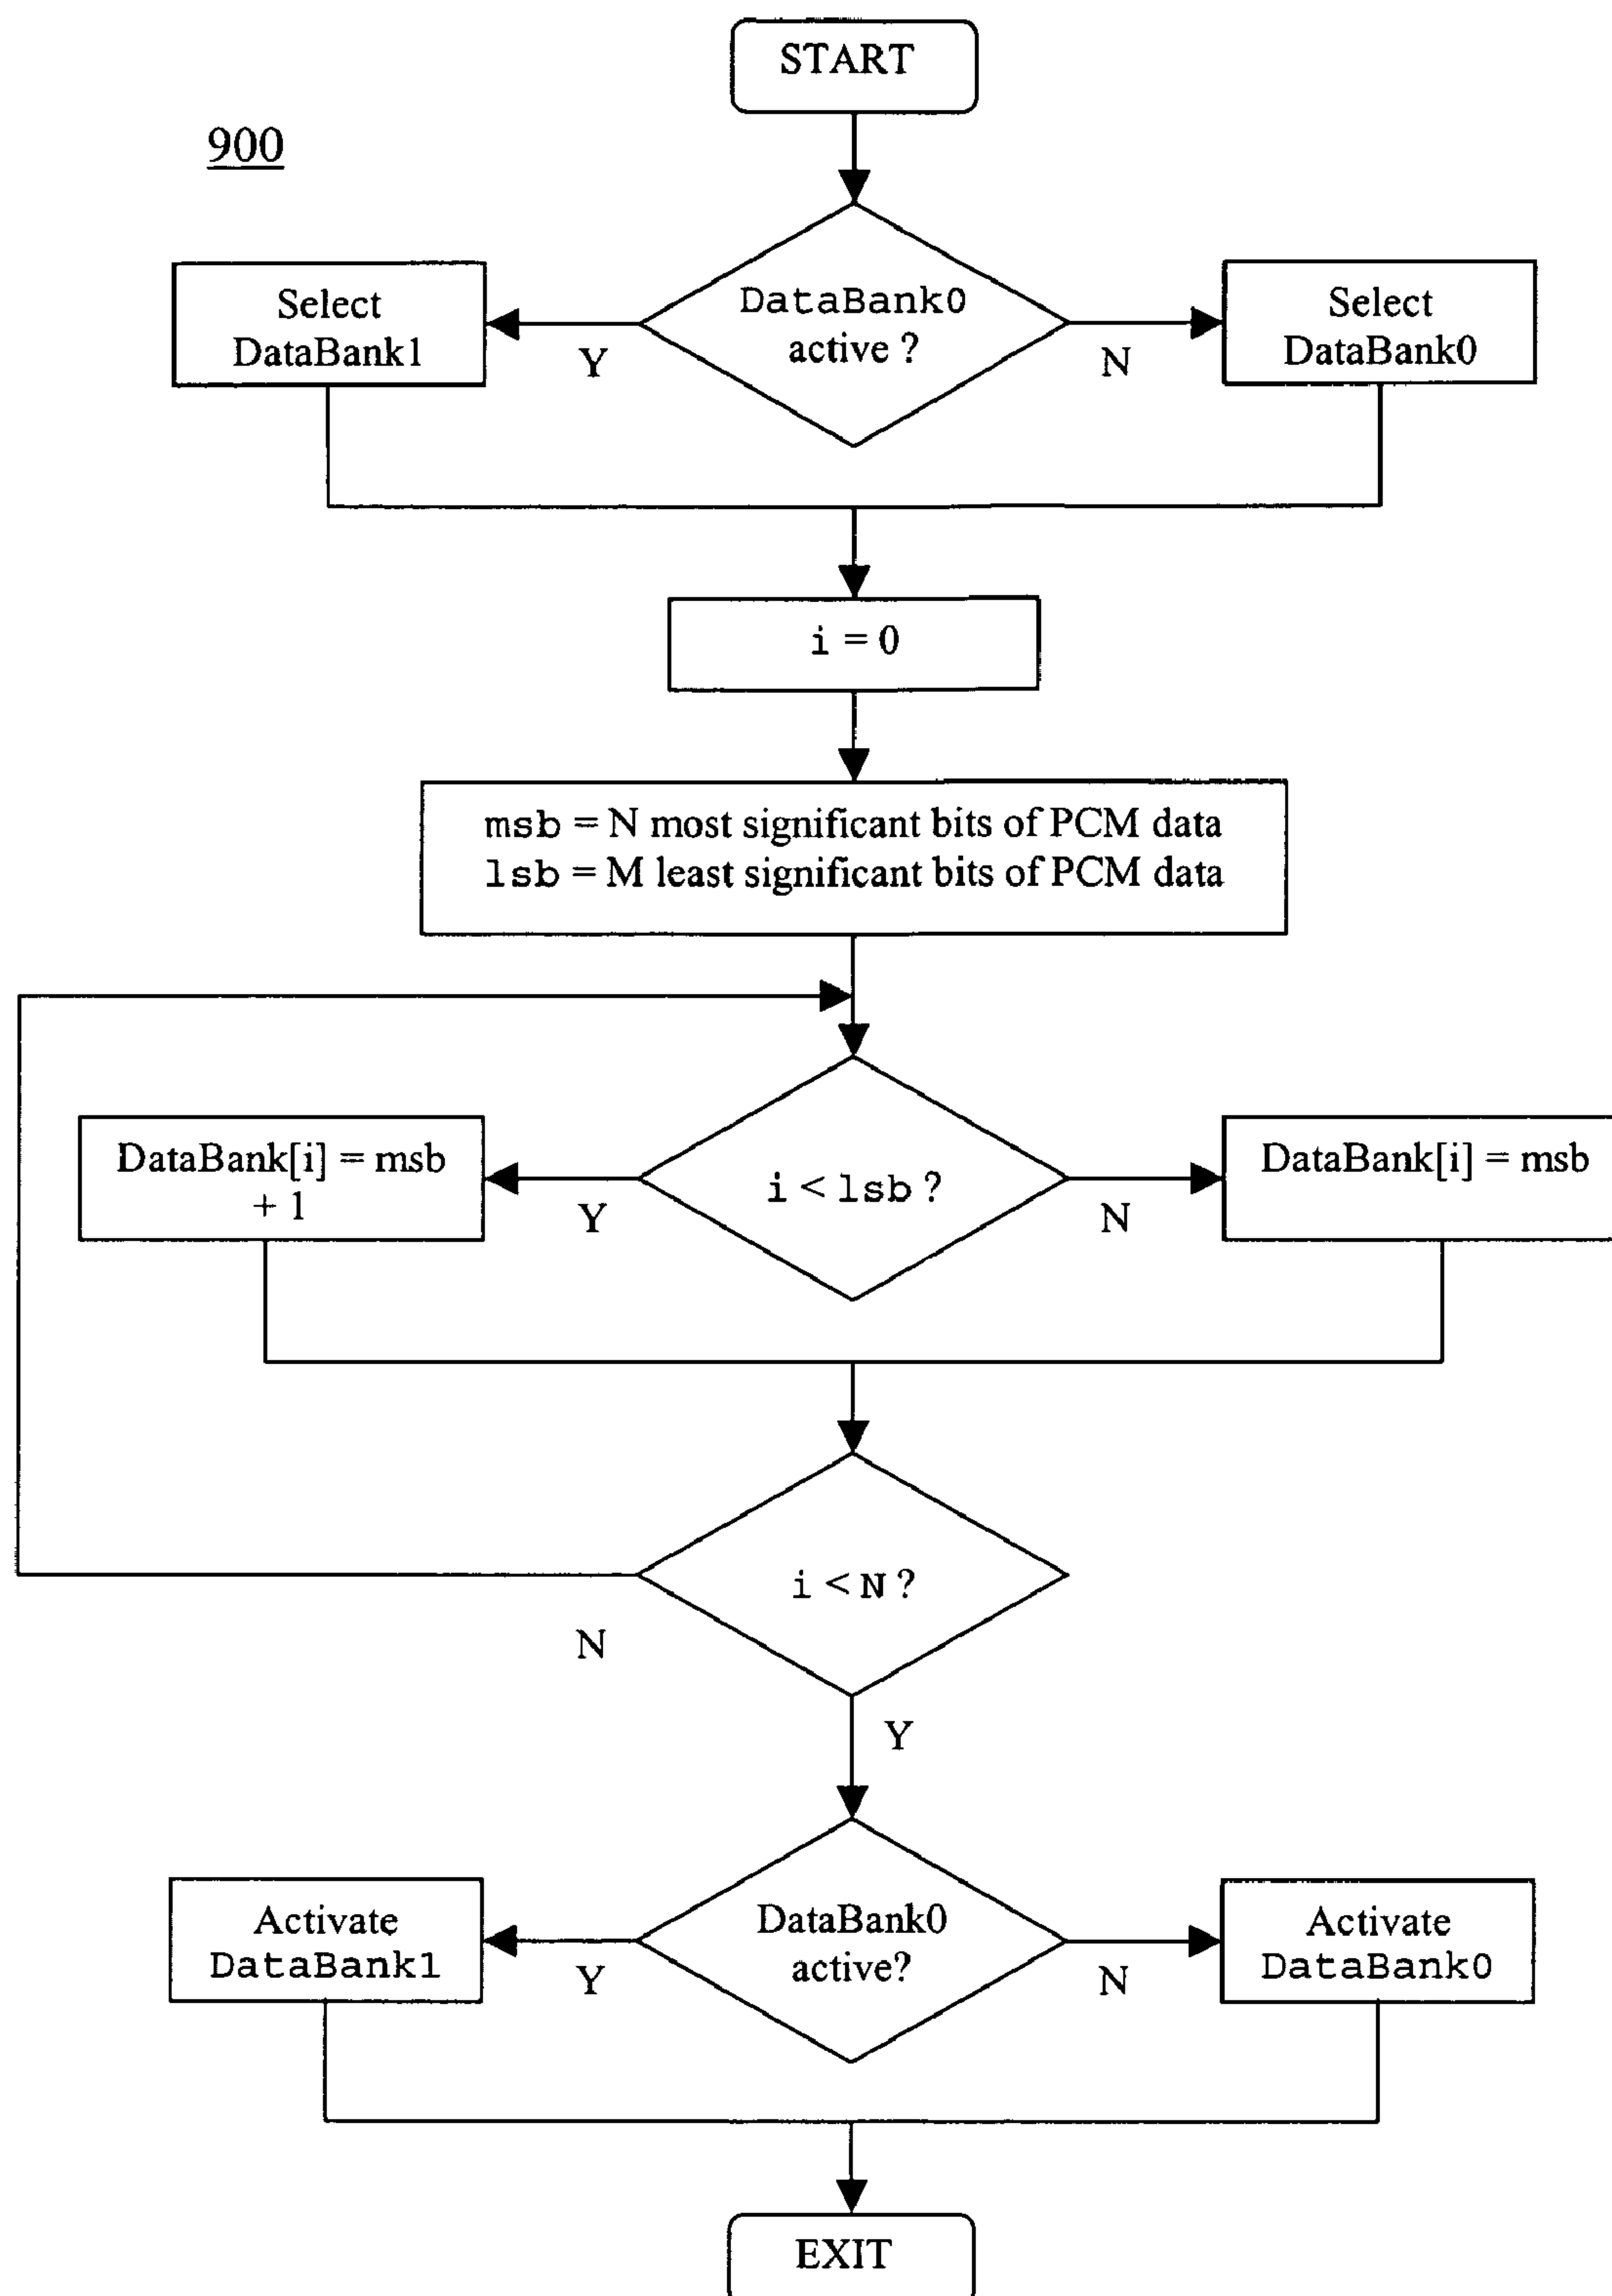 START
900
Select
DataBank1
DataBank0
active ?
Select
DataBank0
Y
N
i = 0
msb = N most significant bits of PCM data
lsb = M least significant bits of PCM data
DataBank[i] = msb
+ 1
i < lsb ?
DataBank[i] = msb
Y
N
i < N ?
N
Y
Activate
DataBank1
DataBank0
active?
Activate
DataBank0
Y
N
EXIT